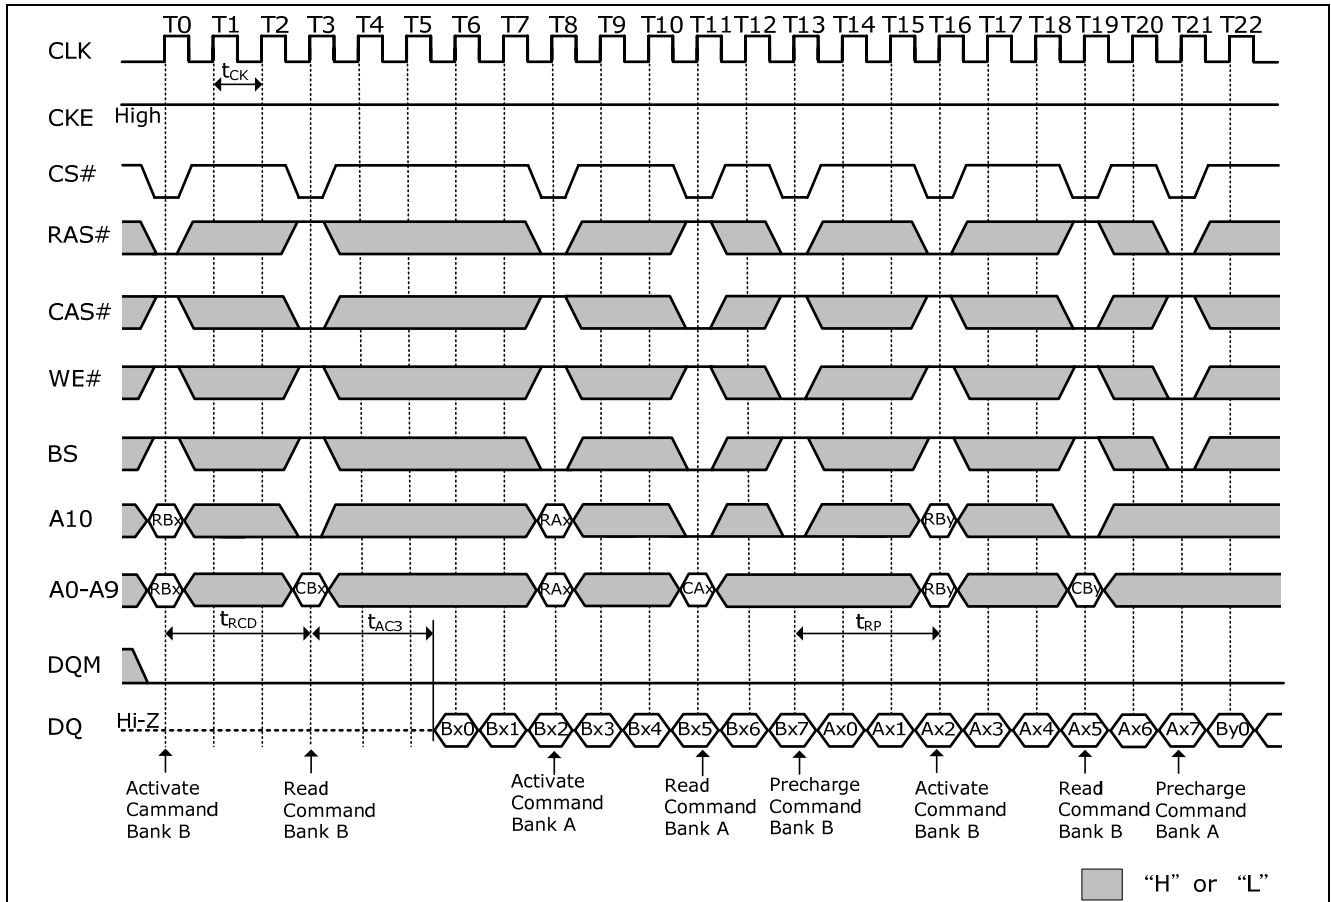 T0 T1 T2 T3 T4 T5 T6 T7 T8 T9 T10 T11 T12 T13 T14 T15 T16 T17 T18 T19 T20 T21 T22
CLK
tCK
CKE High
CS#
RAS#
CAS#
WE#
BS
A10 RBx RAx RBy
A0-A9 RBx CBx RAx CAx RBy CBy
tRCD tAC3 tRP
DQM
DQ Hi-Z Bx0 Bx1 Bx2 Bx3 Bx4 Bx5 Bx6 Bx7 Ax0 Ax1 Ax2 Ax3 Ax4 Ax5 Ax6 Ax7 By0
Activate
Cammand
Bank B
Read
Command
Bank B
Activate
Command
Bank A
Read
Command
Bank A
Precharge
Command
Bank B
Activate
Command
Bank B
Read
Command
Bank B
Precharge
Command
Bank A
“H” or “L”